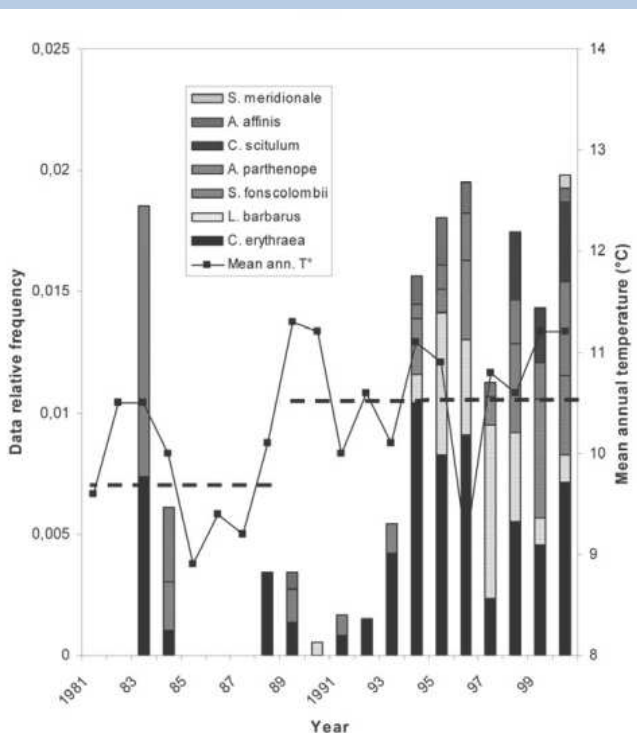 0,025
0,02
0,015
0,01
0,005
0
Data relative frequency
S. meridionale
A. affinis
C. scitulum
A. parthenope
S. fonscolombii
L. barbarus
C. erythraea
Mean ann. T°
14
13
12
11
10
9
8
Mean annual temperature (°C)
1981
83
85
87
89
1991
93
95
97
99
Year